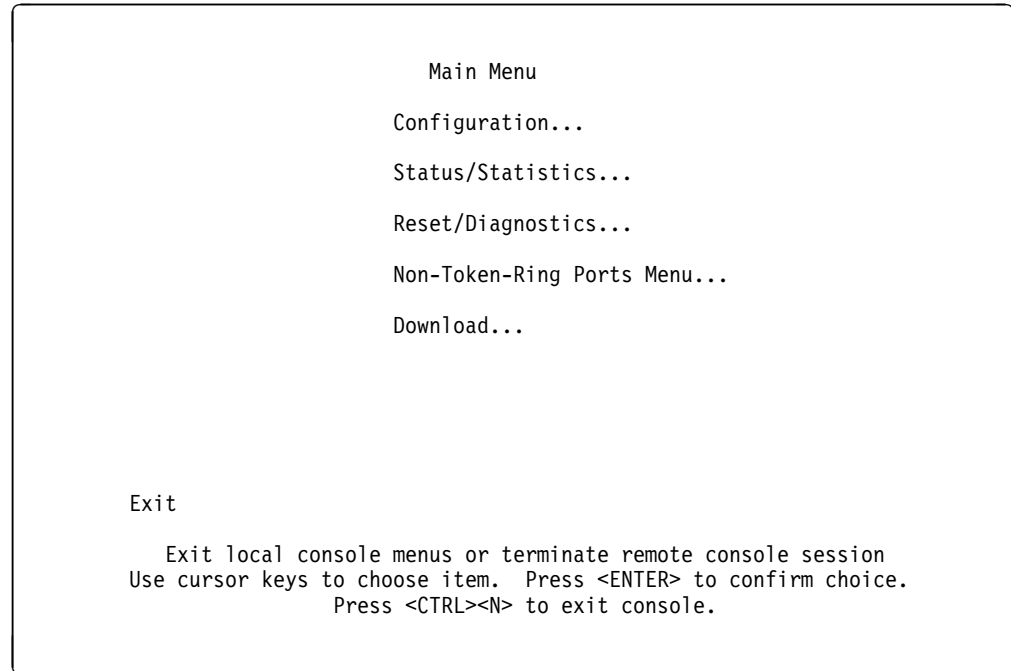 Main Menu
Configuration...
Status/Statistics...
Reset/Diagnostics...
Non-Token-Ring Ports Menu...
Download...
Exit
Exit local console menus or terminate remote console session
Use cursor keys to choose item.  Press <ENTER> to confirm choice.
Press <CTRL><N> to exit console.